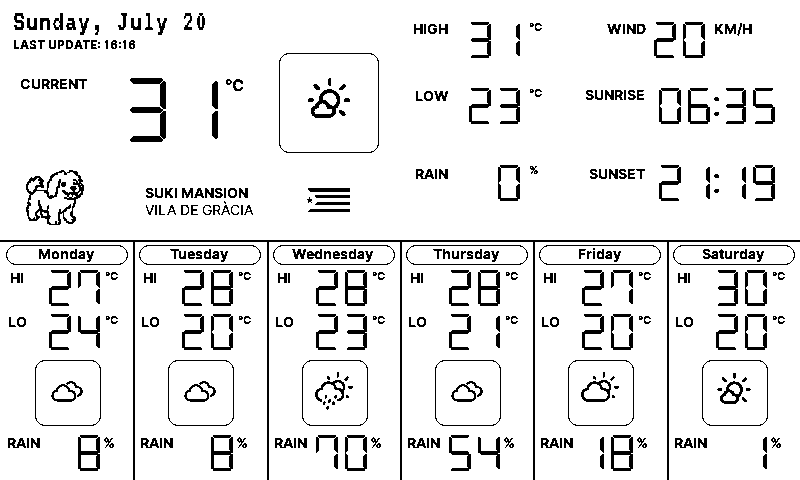 Sunday, July 20
LAST UPDATE: 16:16
CURRENT 31 °C
HIGH 31 °C
WIND 20 KM/H
LOW 23 °C
SUNRISE 06:35
RAIN 0 %
SUNSET 21:19
SUKI MANSION
VILA DE GRÀCIA
Monday
HI 27 °C
LO 24 °C
RAIN 8 %
Tuesday
HI 28 °C
LO 20 °C
RAIN 8 %
Wednesday
HI 28 °C
LO 23 °C
RAIN 70 %
Thursday
HI 28 °C
LO 21 °C
RAIN 54 %
Friday
HI 27 °C
LO 20 °C
RAIN 18 %
Saturday
HI 30 °C
LO 20 °C
RAIN 1 %